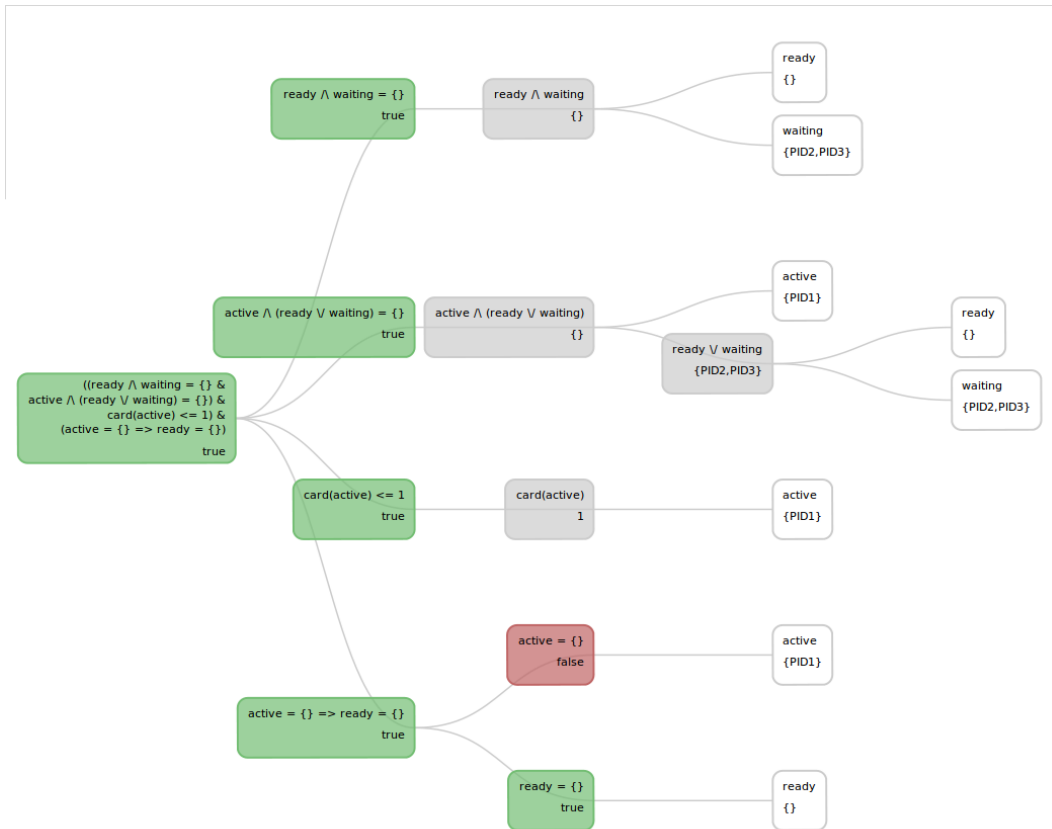 ready /\ waiting = {}
true
ready /\ waiting
{}
ready
{}
waiting
{PID2,PID3}
active /\ (ready \/ waiting) = {}
true
active /\ (ready \/ waiting)
{}
active
{PID1}
ready \/ waiting
{PID2,PID3}
ready
{}
waiting
{PID2,PID3}
((ready /\ waiting = {} &
active /\ (ready \/ waiting) = {}) &
card(active) <= 1) &
(active = {} => ready = {})
true
card(active) <= 1
true
card(active)
1
active
{PID1}
active = {} => ready = {}
true
active = {}
false
active
{PID1}
ready = {}
true
ready
{}